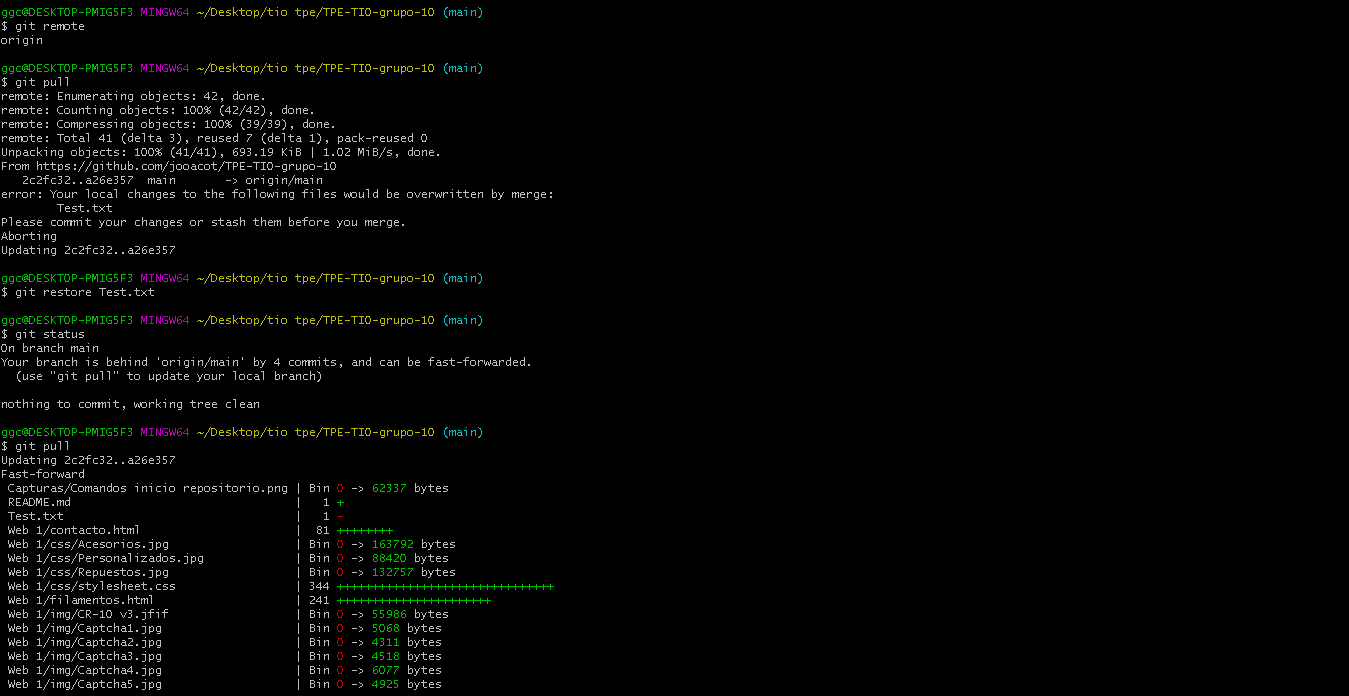 ggc@DESKTOP-PMIG5F3 MINGW64 ~/Desktop/tio tpe/TPE-TIO-grupo-10 (main)
$ git remote
origin

ggc@DESKTOP-PMIG5F3 MINGW64 ~/Desktop/tio tpe/TPE-TIO-grupo-10 (main)
$ git pull
remote: Enumerating objects: 42, done.
remote: Counting objects: 100% (42/42), done.
remote: Compressing objects: 100% (39/39), done.
remote: Total 41 (delta 3), reused 7 (delta 1), pack-reused 0
Unpacking objects: 100% (41/41), 693.19 KiB | 1.02 MiB/s, done.
From https://github.com/jooacot/TPE-TIO-grupo-10
   2c2fc32..a26e357  main       -> origin/main
error: Your local changes to the following files would be overwritten by merge:
        Test.txt
Please commit your changes or stash them before you merge.
Aborting
Updating 2c2fc32..a26e357

ggc@DESKTOP-PMIG5F3 MINGW64 ~/Desktop/tio tpe/TPE-TIO-grupo-10 (main)
$ git restore Test.txt

ggc@DESKTOP-PMIG5F3 MINGW64 ~/Desktop/tio tpe/TPE-TIO-grupo-10 (main)
$ git status
On branch main
Your branch is behind 'origin/main' by 4 commits, and can be fast-forwarded.
  (use "git pull" to update your local branch)

nothing to commit, working tree clean

ggc@DESKTOP-PMIG5F3 MINGW64 ~/Desktop/tio tpe/TPE-TIO-grupo-10 (main)
$ git pull
Updating 2c2fc32..a26e357
Fast-forward
 Capturas/Comandos inicio repositorio.png | Bin 0 -> 62337 bytes
 README.md                                |   1 +
 Test.txt                                 |   1 -
 Web 1/contacto.html                      |  81 ++++++++
 Web 1/css/Acesorios.jpg                  | Bin 0 -> 163792 bytes
 Web 1/css/Personalizados.jpg             | Bin 0 -> 88420 bytes
 Web 1/css/Repuestos.jpg                  | Bin 0 -> 132757 bytes
 Web 1/css/stylesheet.css                 | 344 +++++++++++++++++++++++++++++++
 Web 1/filamentos.html                    | 241 ++++++++++++++++++++++
 Web 1/img/CR-10 v3.jfif                  | Bin 0 -> 55986 bytes
 Web 1/img/Captcha1.jpg                   | Bin 0 -> 5068 bytes
 Web 1/img/Captcha2.jpg                   | Bin 0 -> 4311 bytes
 Web 1/img/Captcha3.jpg                   | Bin 0 -> 4518 bytes
 Web 1/img/Captcha4.jpg                   | Bin 0 -> 6077 bytes
 Web 1/img/Captcha5.jpg                   | Bin 0 -> 4925 bytes